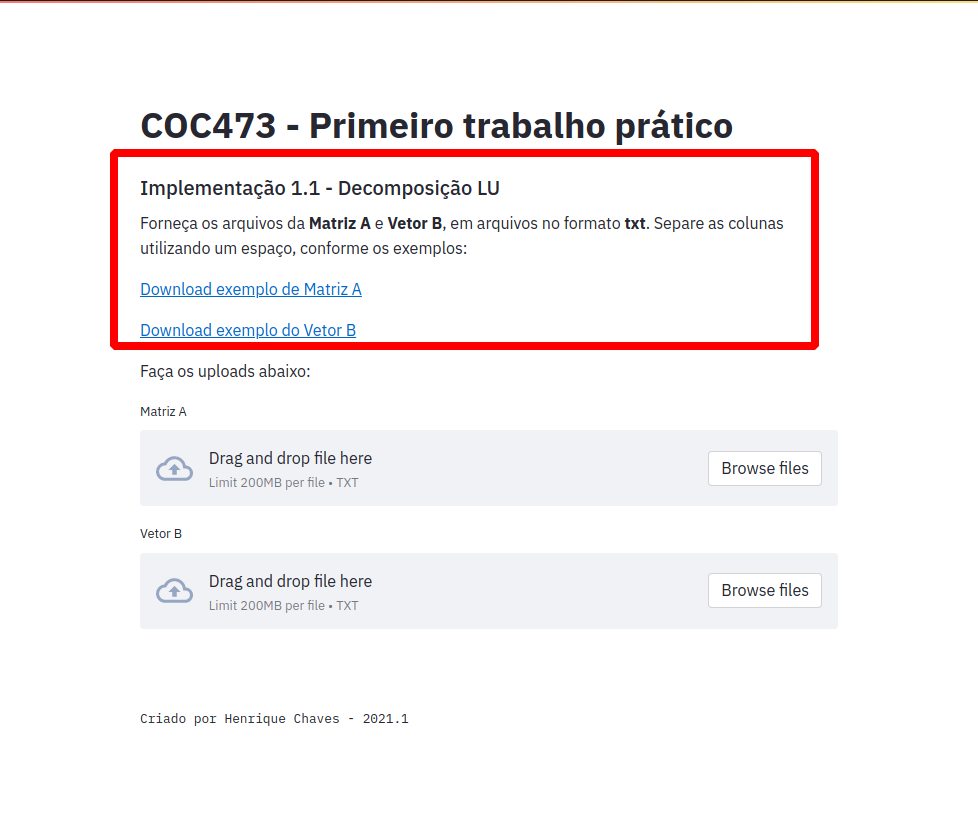 COC473 - Primeiro trabalho prático
Implementação 1.1 - Decomposição LU
Forneça os arquivos da Matriz A e Vetor B, em arquivos no formato txt. Separe as colunas
utilizando um espaço, conforme os exemplos:
Download exemplo de Matriz A
Download exemplo do Vetor B
Faça os uploads abaixo:
Matriz A
Drag and drop file here
Limit 200MB per file • TXT
Browse files
Vetor B
Drag and drop file here
Limit 200MB per file • TXT
Browse files
Criado por Henrique Chaves - 2021.1